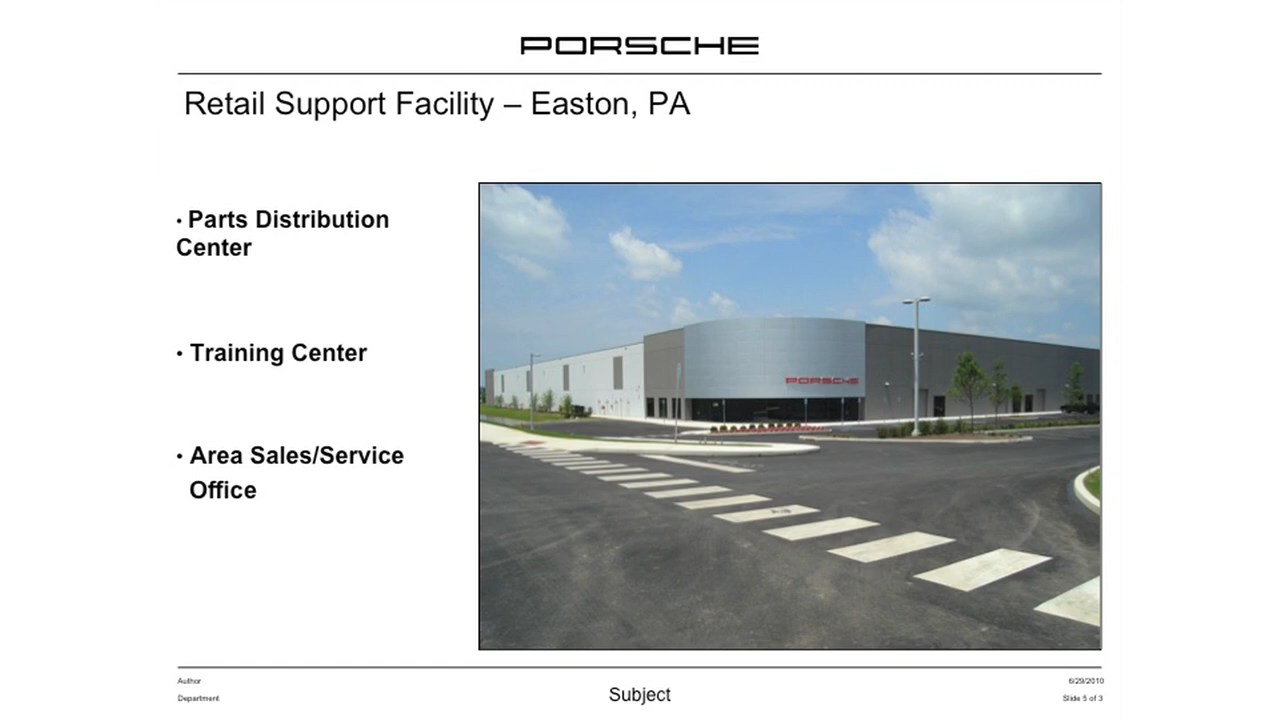 PORSCHE
Retail Support Facility – Easton, PA
• Parts Distribution
Center
• Training Center
• Area Sales/Service
Office
PORSCHE
Author
Department
Subject
6/29/2010
Slide 5 of 3